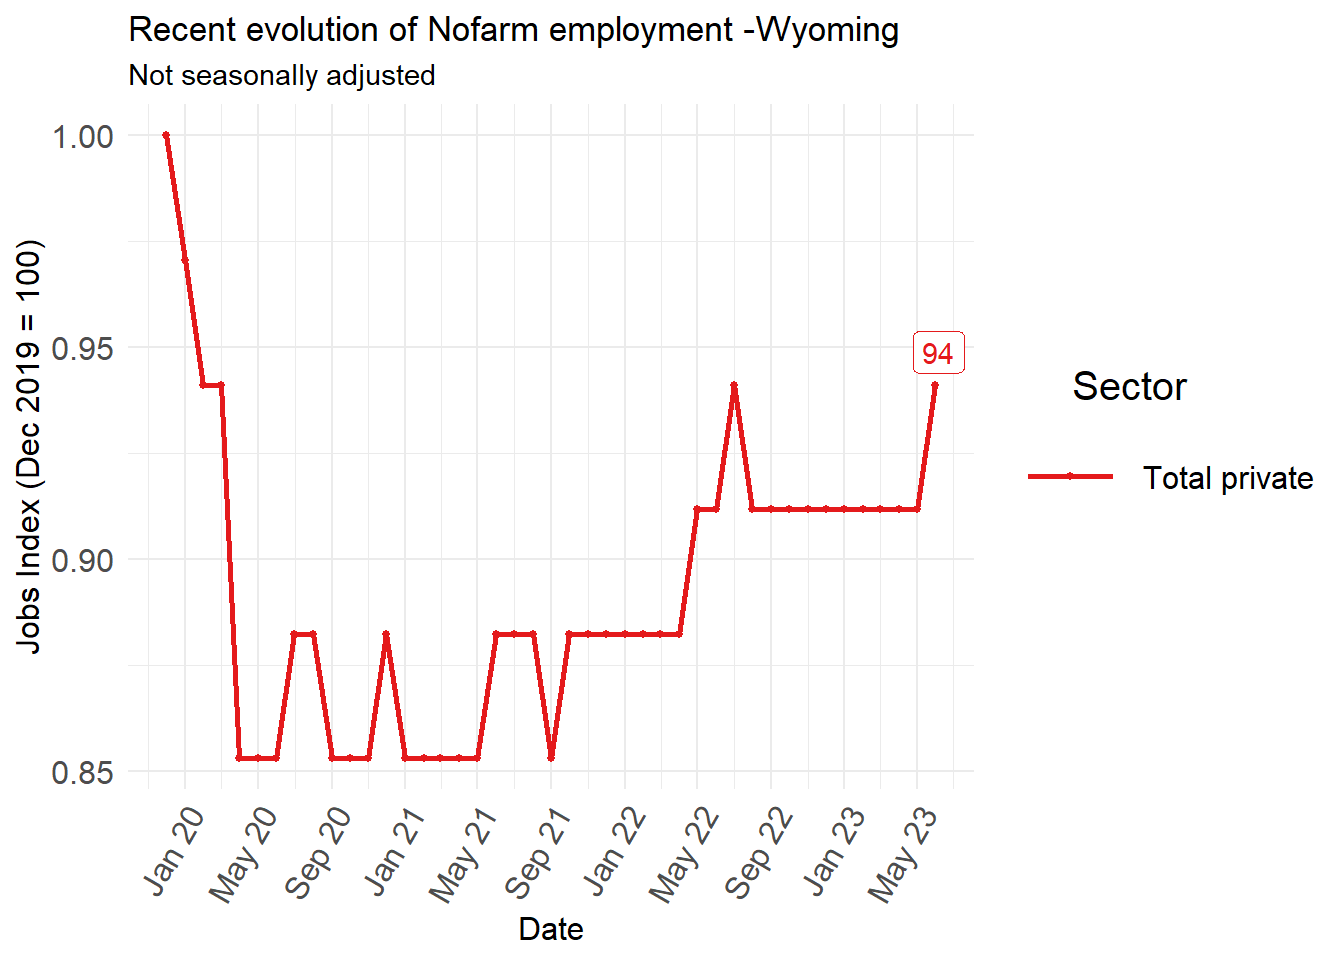 Recent evolution of Nofarm employment -Wyoming
Not seasonally adjusted
Jobs Index (Dec 2019 = 100)
1.00
0.95
0.90
0.85
94
Jan 20
May 20
Sep 20
Jan 21
May 21
Sep 21
Jan 22
May 22
Sep 22
Jan 23
May 23
Date
Sector
Total private